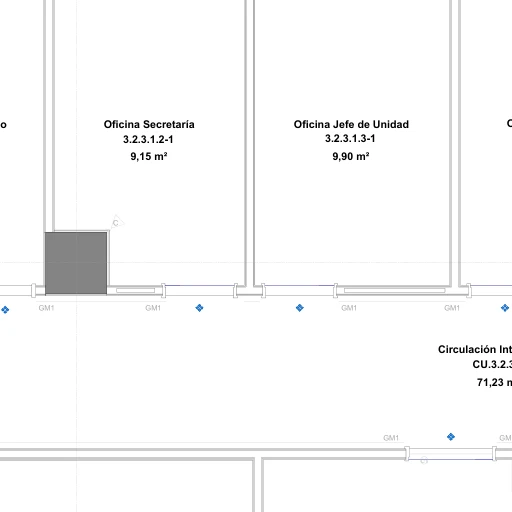 o
Oficina Secretaría
3.2.3.1.2-1
9,15 m²
Oficina Jefe de Unidad
3.2.3.1.3-1
9,90 m²
C
GM1
GM1
GM1
GM1
Circulación Int
CU.3.2.3
71,23 m
GM1
GM